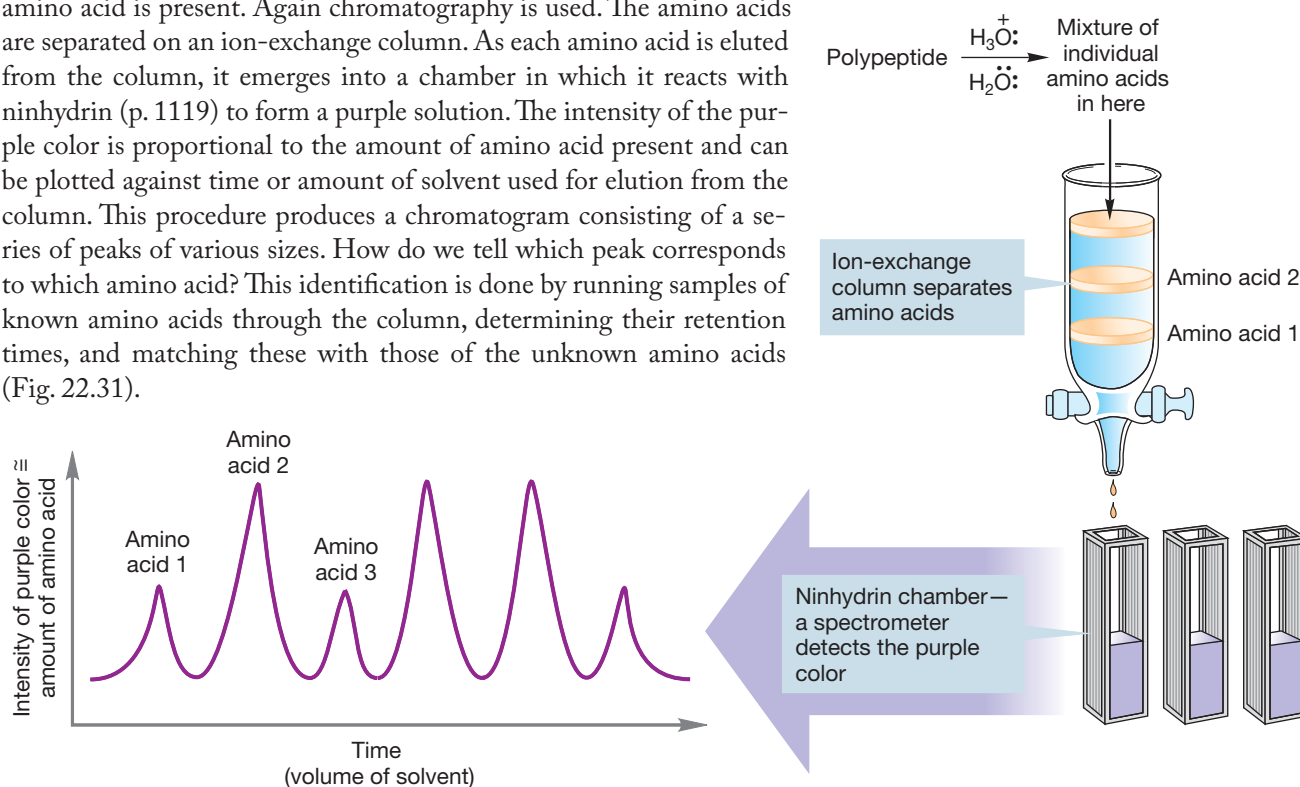 amino acid is present. Again chromatography is used. The amino acids
are separated on an ion-exchange column. As each amino acid is eluted
from the column, it emerges into a chamber in which it reacts with
ninhydrin (p. 1119) to form a purple solution. The intensity of the pur-
ple color is proportional to the amount of amino acid present and can
be plotted against time or amount of solvent used for elution from the
column. This procedure produces a chromatogram consisting of a se-
ries of peaks of various sizes. How do we tell which peak corresponds
to which amino acid? This identification is done by running samples of
known amino acids through the column, determining their retention
times, and matching these with those of the unknown amino acids
(Fig. 22.31).
Polypeptide
+
H₃O:
H₂Ö:
Mixture of
individual
amino acids
in here
Ion-exchange
column separates
amino acids
Amino acid 2
Amino acid 1
Intensity of purple color ≅
amount of amino acid
Amino
acid 1
Amino
acid 2
Amino
acid 3
Time
(volume of solvent)
Ninhydrin chamber—
a spectrometer
detects the purple
color